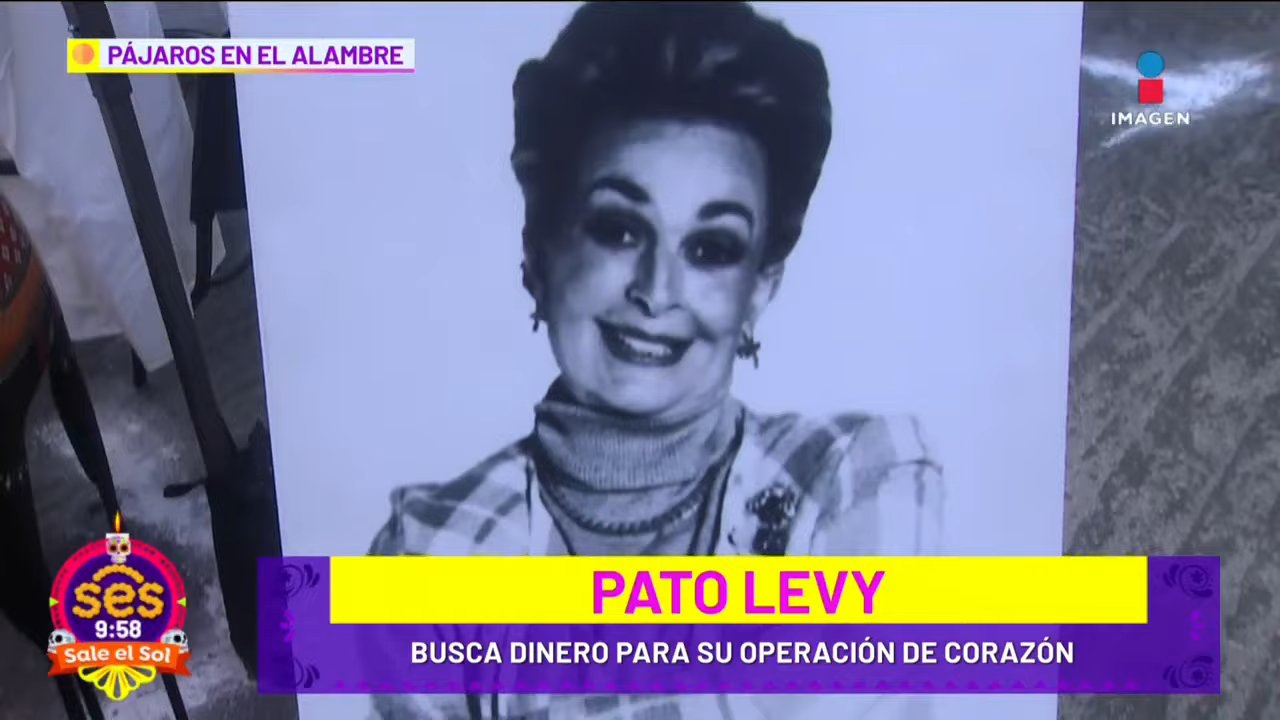 PÁJAROS EN EL ALAMBRE
IMAGEN
PATO LEVY
BUSCA DINERO PARA SU OPERACIÓN DE CORAZÓN
ses
9:58
Sale el Sol